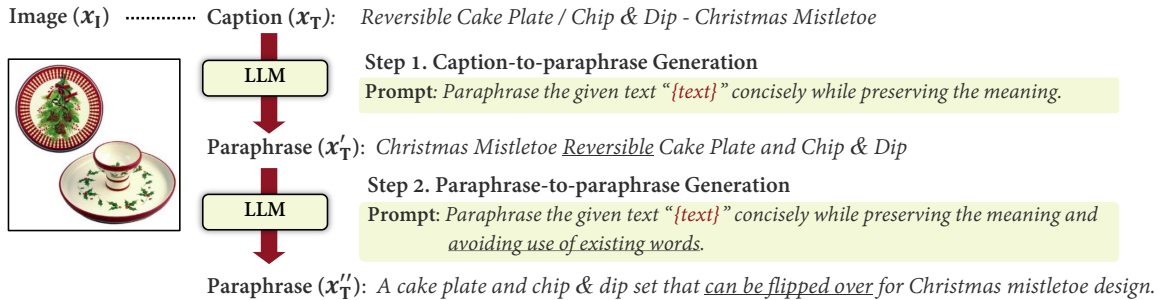 Image (x_I) ............ Caption (x_T): Reversible Cake Plate / Chip & Dip - Christmas Mistletoe
LLM
Step 1. Caption-to-paraphrase Generation
Prompt: Paraphrase the given text “{text}” concisely while preserving the meaning.
Paraphrase (x′_T): Christmas Mistletoe Reversible Cake Plate and Chip & Dip
LLM
Step 2. Paraphrase-to-paraphrase Generation
Prompt: Paraphrase the given text “{text}” concisely while preserving the meaning and
avoiding use of existing words.
Paraphrase (x″_T): A cake plate and chip & dip set that can be flipped over for Christmas mistletoe design.